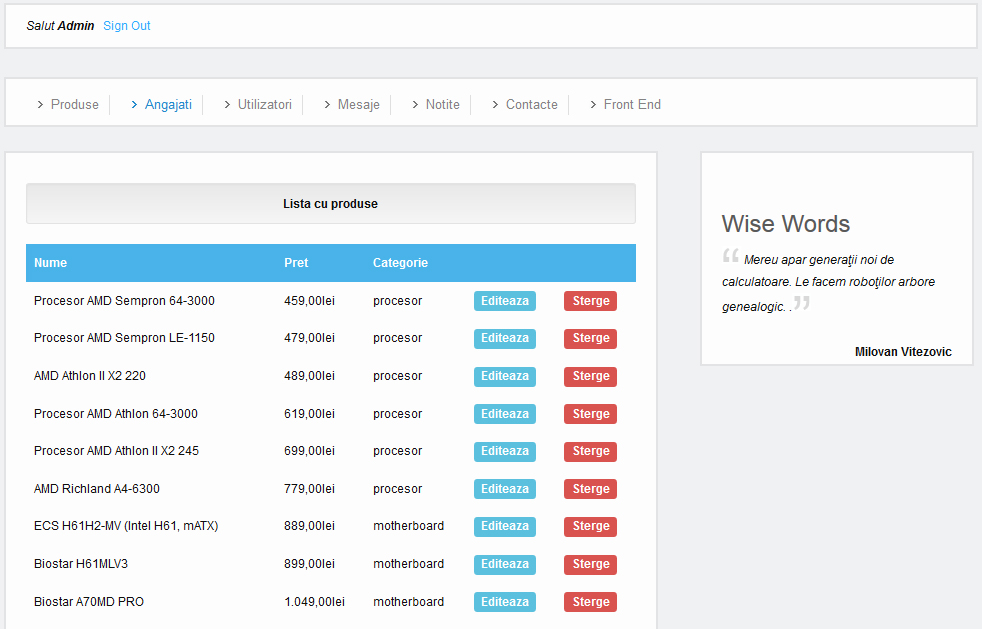 Salut Admin Sign Out
Produse Angajati Utilizatori Mesaje Notite Contacte Front End
Lista cu produse
Nume Pret Categorie
Procesor AMD Sempron 64-3000 459,00lei procesor Editeaza Sterge
Procesor AMD Sempron LE-1150 479,00lei procesor Editeaza Sterge
AMD Athlon II X2 220 489,00lei procesor Editeaza Sterge
Procesor AMD Athlon 64-3000 619,00lei procesor Editeaza Sterge
Procesor AMD Athlon II X2 245 699,00lei procesor Editeaza Sterge
AMD Richland A4-6300 779,00lei procesor Editeaza Sterge
ECS H61H2-MV (Intel H61, mATX) 889,00lei motherboard Editeaza Sterge
Biostar H61MLV3 899,00lei motherboard Editeaza Sterge
Biostar A70MD PRO 1.049,00lei motherboard Editeaza Sterge
Wise Words
“ Mereu apar generaţii noi de
calculatoare. Le facem roboţilor arbore
genealogic. .”
Milovan Vitezovic